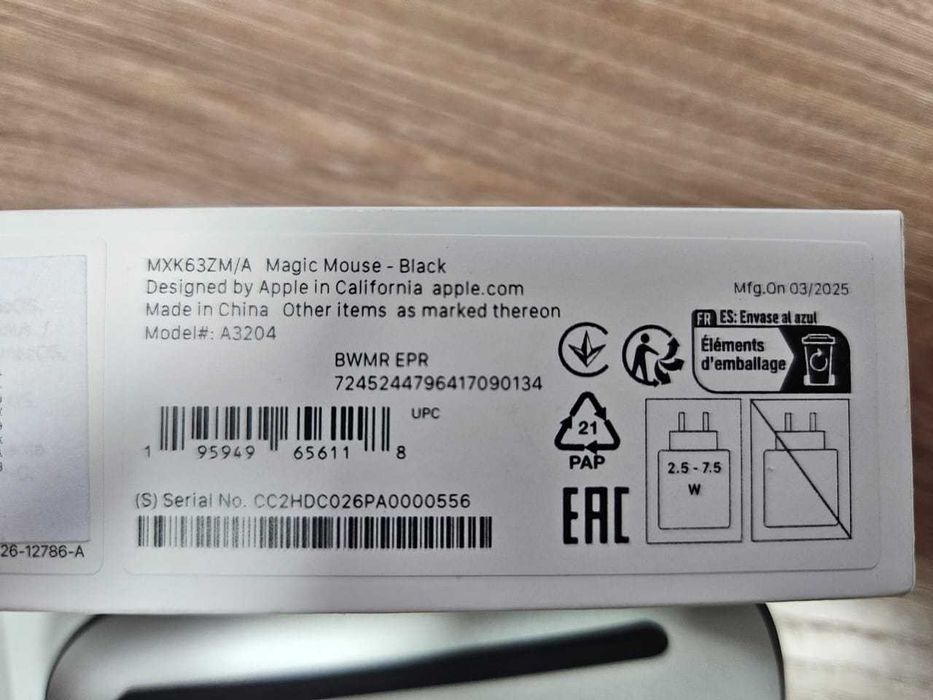 MXK63ZM/A Magic Mouse - Black
Designed by Apple in California apple.com
Made in China Other items as marked thereon
Model#: A3204
Mfg.On 03/2025
BWMR EPR
7245244796417090134
FR ES: Envase al azul
Éléments
d'emballage
UPC
1 95949 65611 8
21
PAP
2.5 - 7.5
W
(S) Serial No. CC2HDC026PA0000556
EAC
26-12786-A